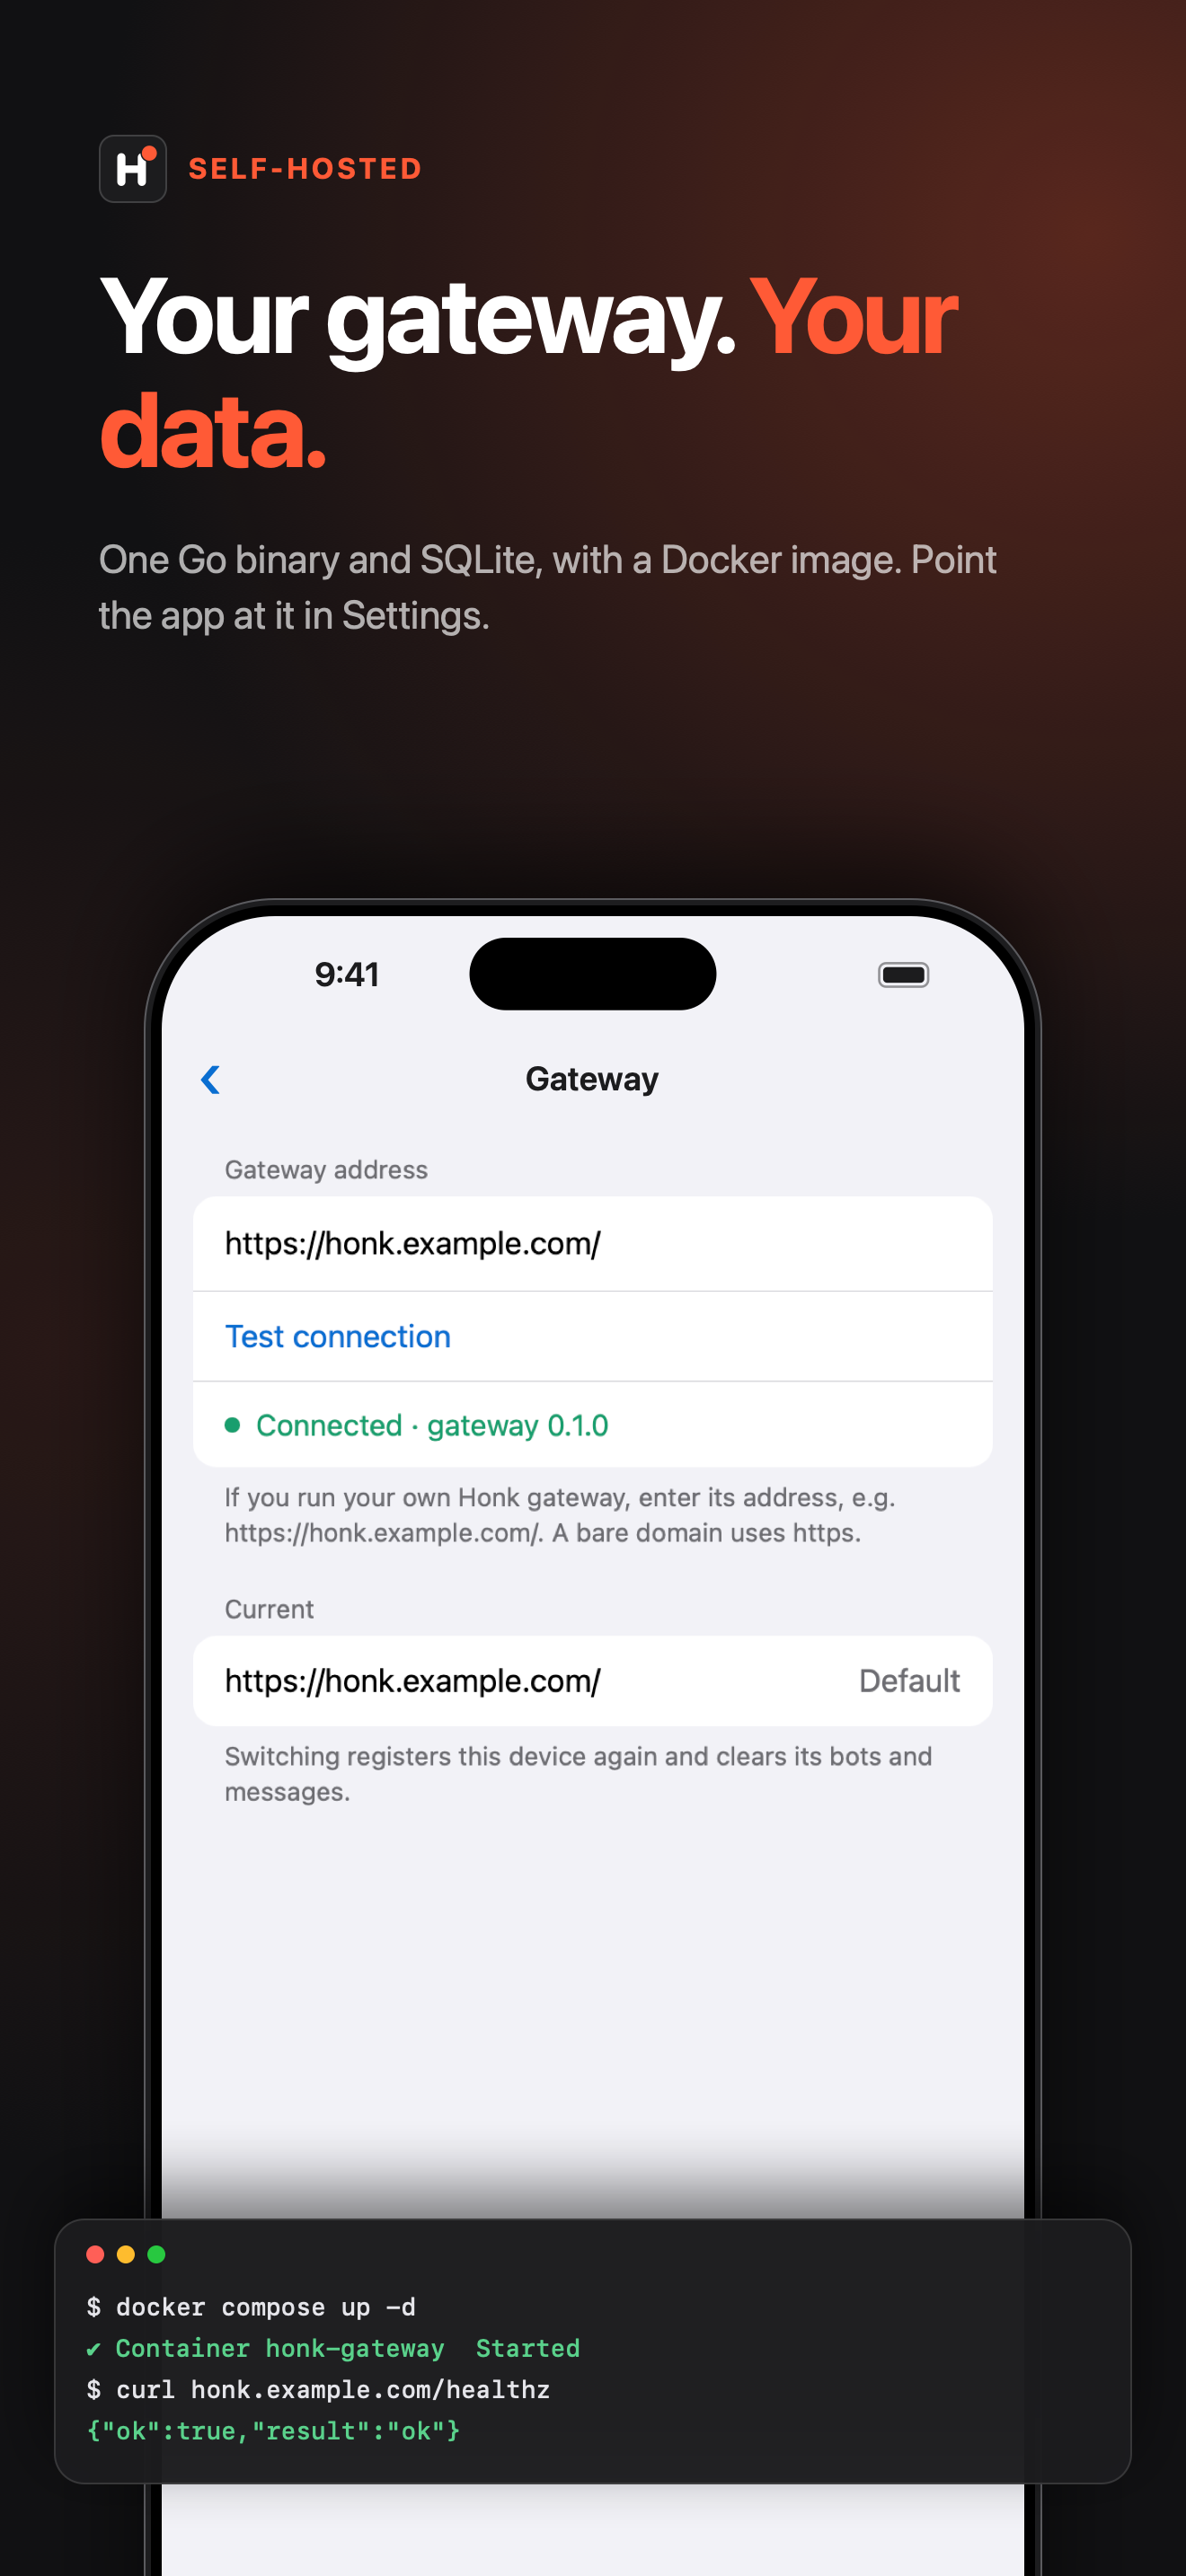 H
SELF-HOSTED
Your gateway. Your
data.
One Go binary and SQLite, with a Docker image. Point
the app at it in Settings.
9:41
Gateway
Gateway address
https://honk.example.com/
Test connection
Connected · gateway 0.1.0
If you run your own Honk gateway, enter its address, e.g.
https://honk.example.com/. A bare domain uses https.
Current
https://honk.example.com/ Default
Switching registers this device again and clears its bots and
messages.
$ docker compose up -d
✔ Container honk-gateway  Started
$ curl honk.example.com/healthz
{"ok":true,"result":"ok"}